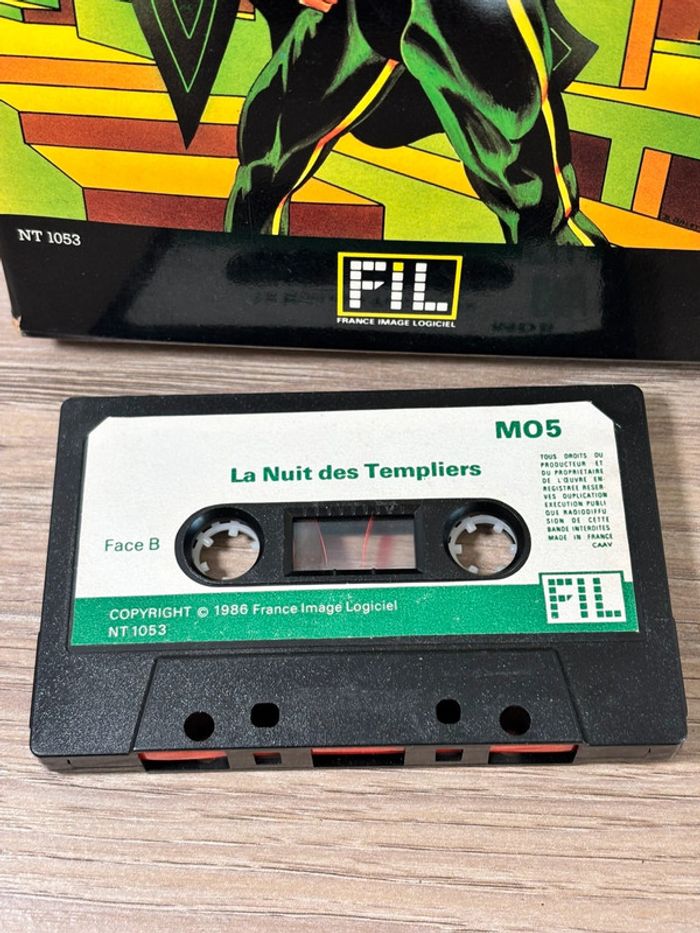 NT 1053
FIL
FRANCE IMAGE LOGICIEL
MO5
La Nuit des Templiers
TOUS DROITS DU
PRODUCTEUR ET
DU PROPRIETAIRE
DE L'ŒUVRE EN-
REGISTREE RESER-
VES DUPLICATION
EXECUTION PUBLI
QUE RADIODIFFU
SION DE CETTE
BANDE INTERDITES
MADE IN FRANCE
CAAV
Face B
FIL
COPYRIGHT © 1986 France Image Logiciel
NT 1053